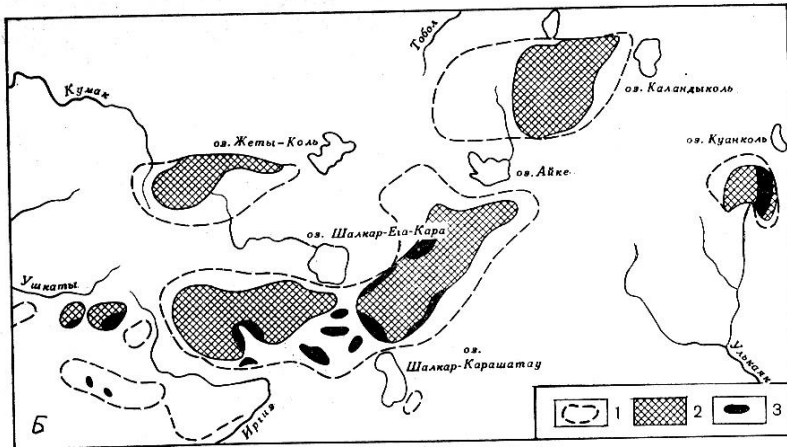 Тобол
Кумак
оз. Каландыколь
оз. Жеты-Коль
оз. Куанколь
оз. Айке
оз. Шалкар-Ега-Кара
Ушкаты
оз.
Шалкар-Карашатау
Улькаяк
Иргиз
Б
1 2 3